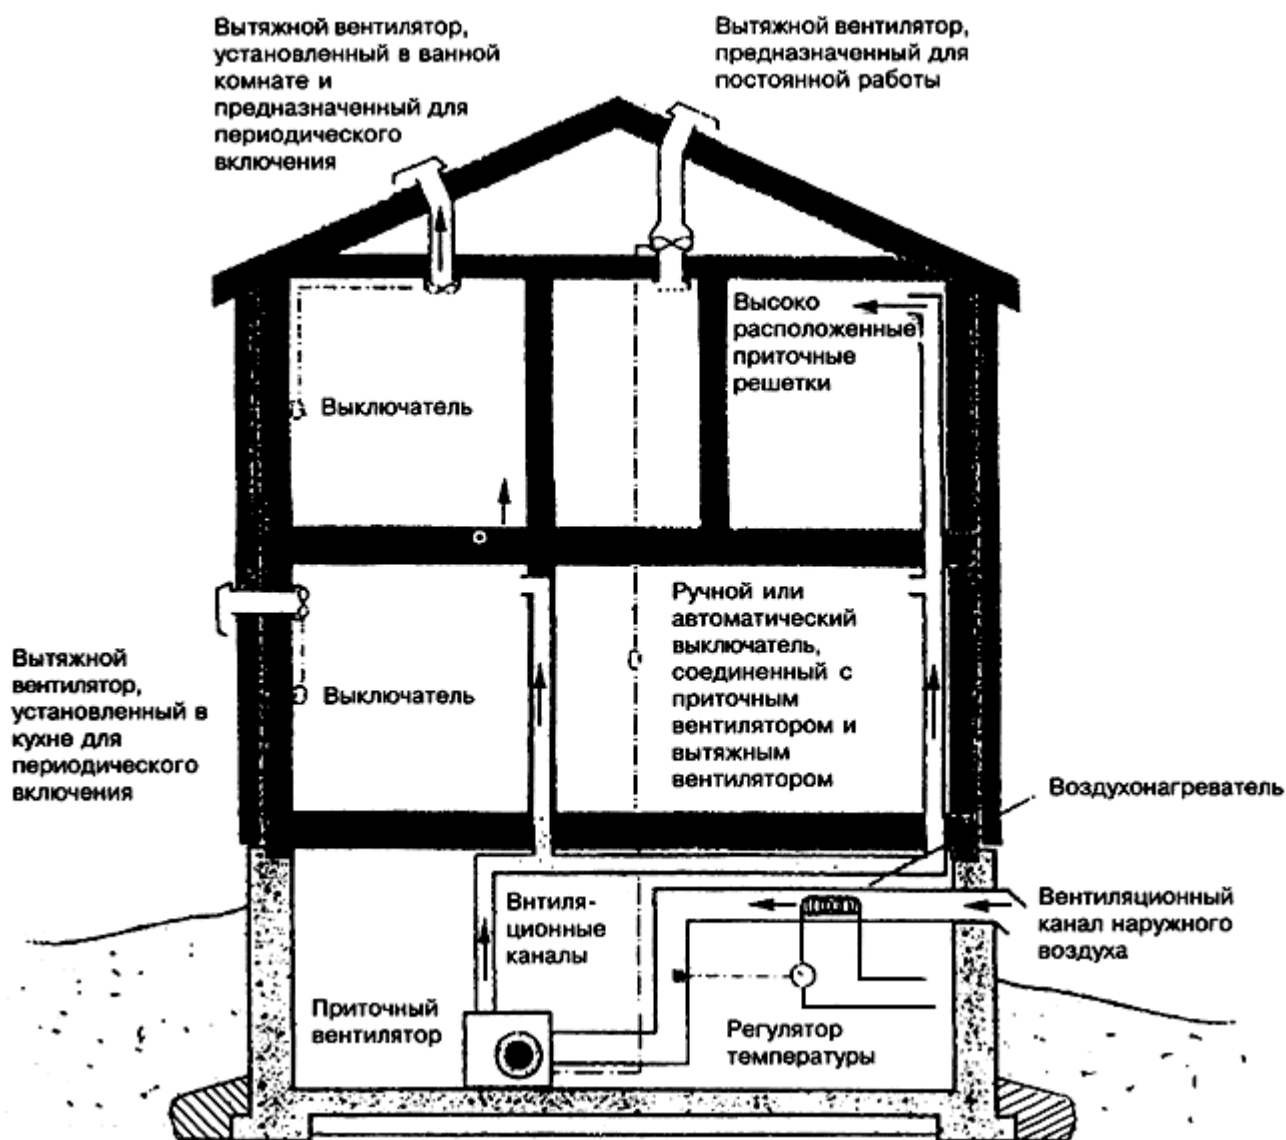 Вытяжной вентилятор,
установленный в ванной
комнате и
предназначенный для
периодического
включения
Вытяжной вентилятор,
предназначенный для
постоянной работы
Высоко
расположенные
приточные
решетки
Выключатель
Ручной или
автоматический
выключатель,
соединенный с
приточным
вентилятором и
вытяжным
вентилятором
Вытяжной
вентилятор,
установленный в
кухне для
периодического
включения
Выключатель
Воздухонагреватель
Внтиля-
ционные
каналы
Вентиляционный
канал наружного
воздуха
Приточный
вентилятор
Регулятор
температуры